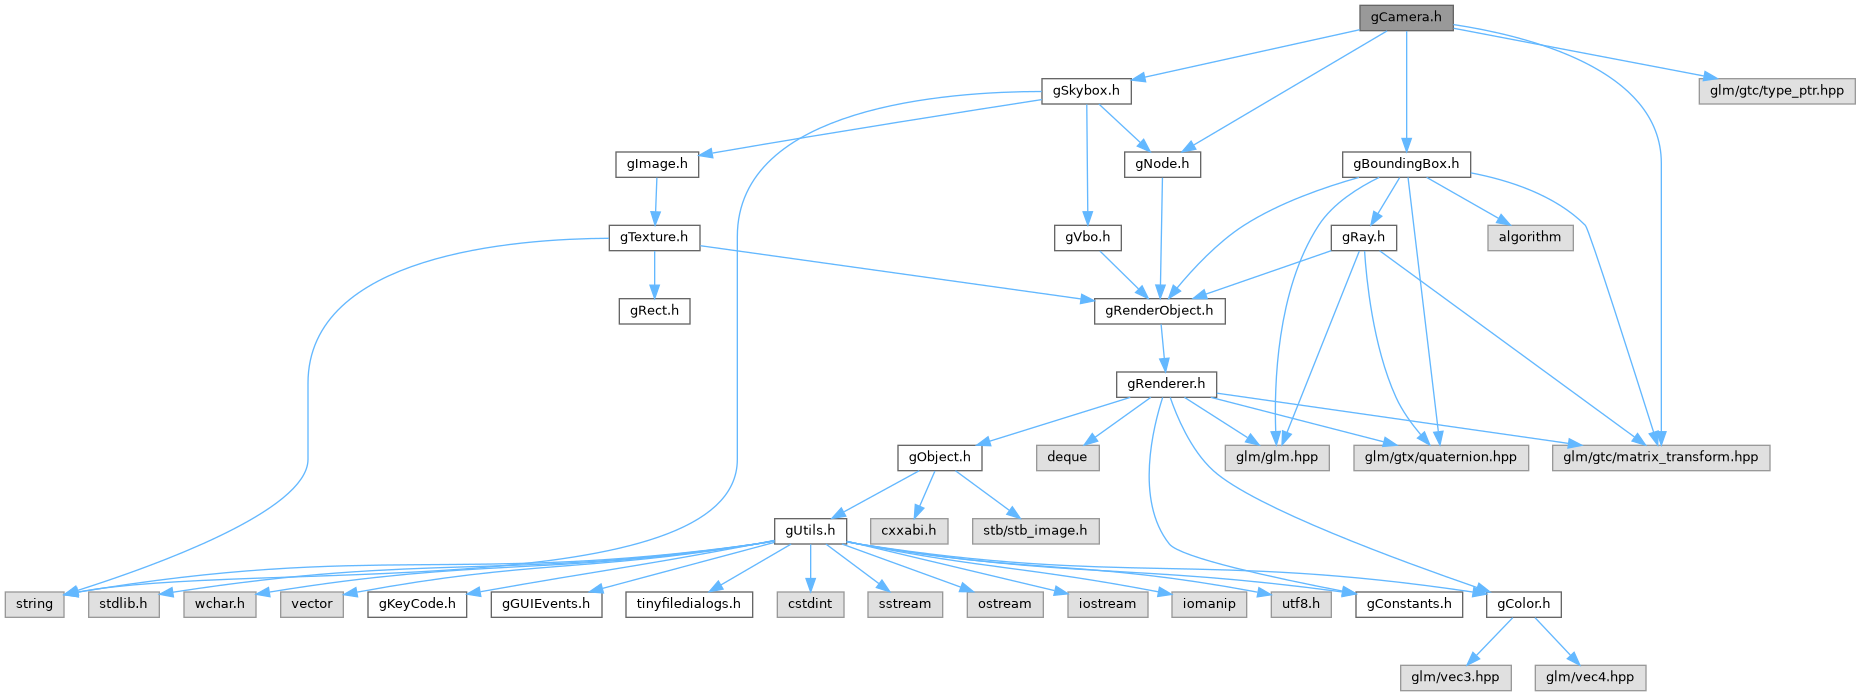 gCamera.h
gSkybox.h
glm/gtc/type_ptr.hpp
gImage.h
gNode.h
gBoundingBox.h
gTexture.h
gVbo.h
gRay.h
algorithm
gRect.h
gRenderObject.h
gRenderer.h
gObject.h
deque
glm/glm.hpp
glm/gtx/quaternion.hpp
glm/gtc/matrix_transform.hpp
gUtils.h
cxxabi.h
stb/stb_image.h
string
stdlib.h
wchar.h
vector
gKeyCode.h
gGUIEvents.h
tinyfiledialogs.h
cstdint
sstream
ostream
iostream
iomanip
utf8.h
gConstants.h
gColor.h
glm/vec3.hpp
glm/vec4.hpp